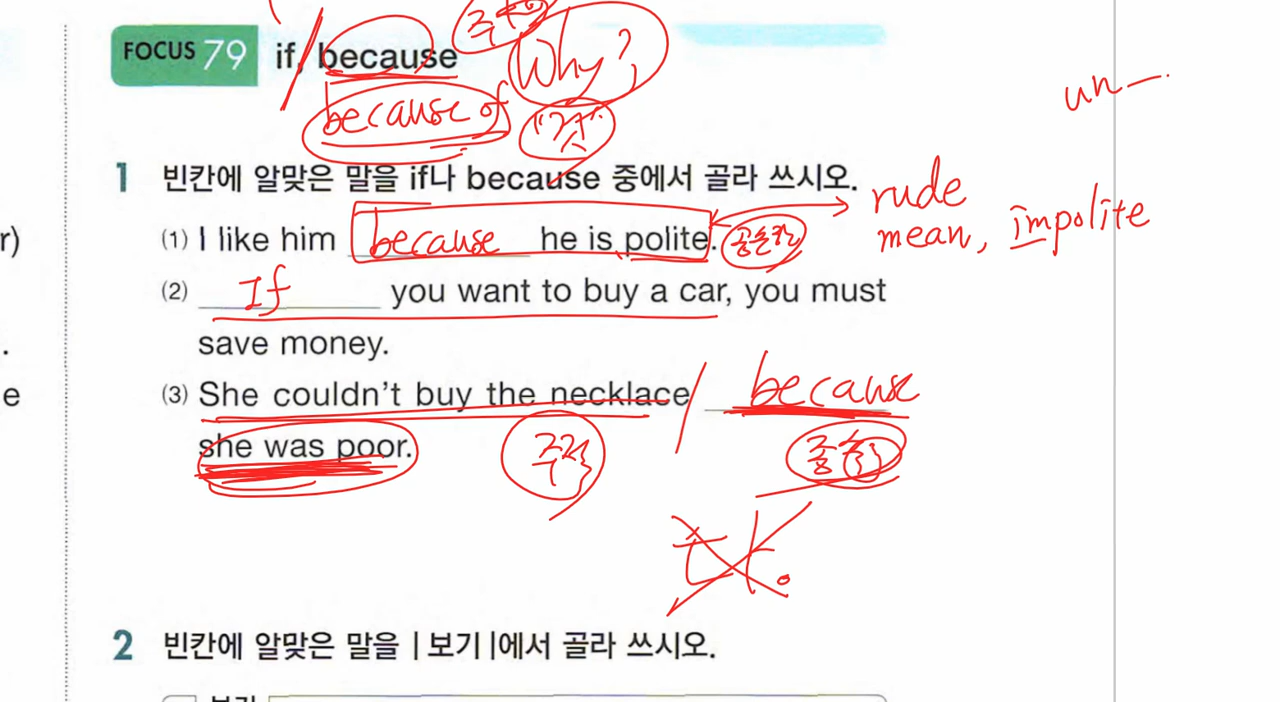 FOCUS 79 if, because
Why?
because of "것"
un—
1 빈칸에 알맞은 말을 if나 because 중에서 골라 쓰시오.
rude
(1) I like him because he is polite. 공손한
mean, impolite
(2) If you want to buy a car, you must
save money.
(3) She couldn't buy the necklace / because
she was poor. 주절 종속절
다.
2 빈칸에 알맞은 말을 | 보기 |에서 골라 쓰시오.
r)
.
e